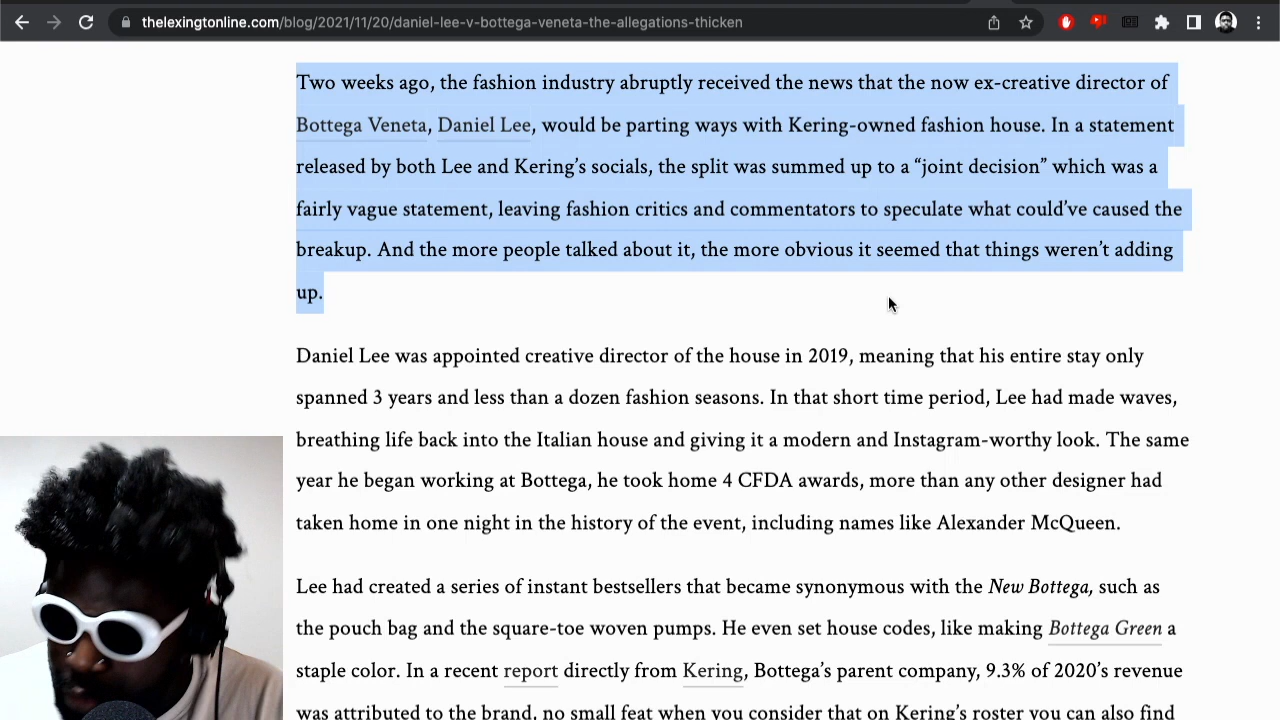 thelexingtononline.com/blog/2021/11/20/daniel-lee-v-bottega-veneta-the-allegations-thicken
Two weeks ago, the fashion industry abruptly received the news that the now ex-creative director of
Bottega Veneta, Daniel Lee, would be parting ways with Kering-owned fashion house. In a statement
released by both Lee and Kering’s socials, the split was summed up to a “joint decision” which was a
fairly vague statement, leaving fashion critics and commentators to speculate what could’ve caused the
breakup. And the more people talked about it, the more obvious it seemed that things weren’t adding
up.
Daniel Lee was appointed creative director of the house in 2019, meaning that his entire stay only
spanned 3 years and less than a dozen fashion seasons. In that short time period, Lee had made waves,
breathing life back into the Italian house and giving it a modern and Instagram-worthy look. The same
year he began working at Bottega, he took home 4 CFDA awards, more than any other designer had
taken home in one night in the history of the event, including names like Alexander McQueen.
Lee had created a series of instant bestsellers that became synonymous with the New Bottega, such as
the pouch bag and the square-toe woven pumps. He even set house codes, like making Bottega Green a
staple color. In a recent report directly from Kering, Bottega’s parent company, 9.3% of 2020’s revenue
was attributed to the brand, no small feat when you consider that on Kering’s roster you can also find